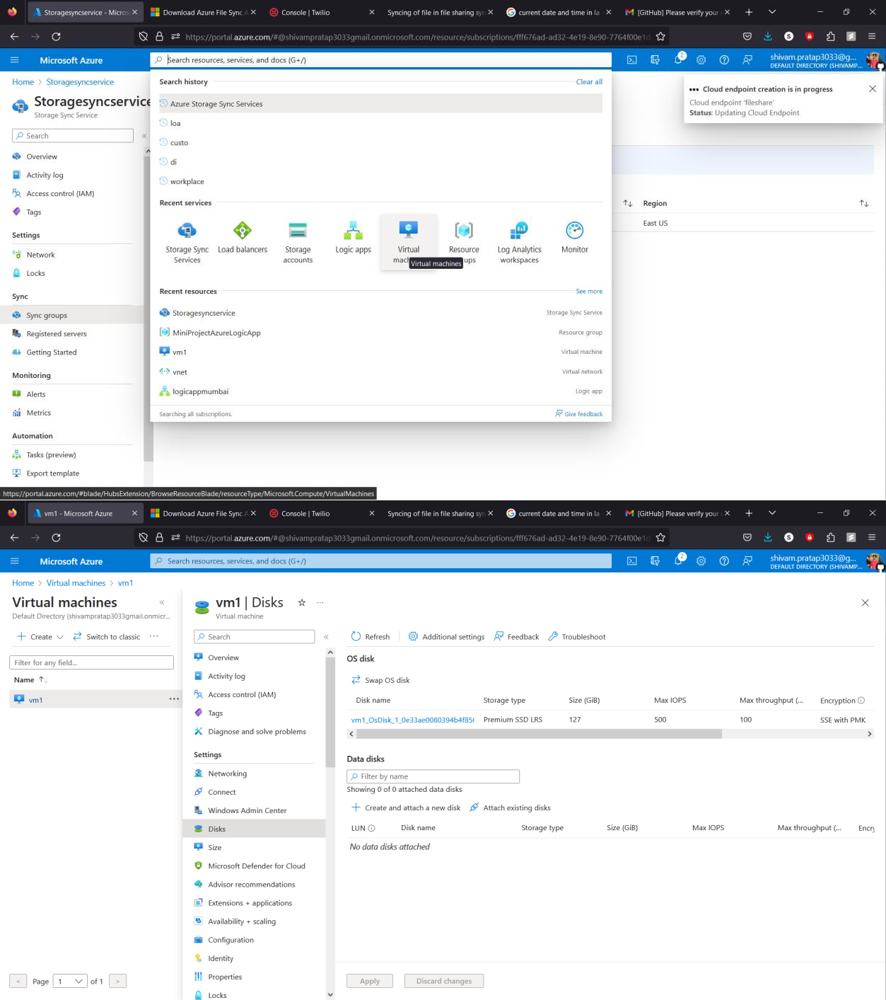 Storagesyncservice - Micros
Download Azure File Sync A
Console | Twilio
Syncing of file in file sharing syn
current date and time in la
[GitHub] Please verify your
https://portal.azure.com/#@shivampratap3033gmail.onmicrosoft.com/resource/subscriptions/fff676ad-ad32-4e19-8e90-7764f00e1d
Microsoft Azure
Search resources, services, and docs (G+/)
2
shivam.pratap3033@g...
DEFAULT DIRECTORY (SHIVAMP...
Home > Storagesyncservice
Storagesyncservice
Storage Sync Service
Search
Overview
Activity log
Access control (IAM)
Tags
Settings
Network
Locks
Sync
Sync groups
Registered servers
Getting Started
Monitoring
Alerts
Metrics
Automation
Tasks (preview)
Export template
Search history
Clear all
Azure Storage Sync Services
loa
custo
di
workplace
Recent services
Storage Sync Services
Load balancers
Storage accounts
Logic apps
Virtual
Virtual machines
Resource
Log Analytics workspaces
Monitor
Recent resources
See more
Storagesyncservice Storage Sync Service
MiniProjectAzureLogicApp Resource group
vm1 Virtual machine
vnet Virtual network
logicappmumbai Logic app
Searching all subscriptions.
Give feedback
Cloud endpoint creation is in progress
Cloud endpoint 'fileshare'
Status: Updating Cloud Endpoint
Region
East US
https://portal.azure.com/#blade/HubsExtension/BrowseResourceBlade/resourceType/Microsoft.Compute/VirtualMachines
vm1 - Microsoft Azure
Download Azure File Sync A
Console | Twilio
Syncing of file in file sharing syn
current date and time in la
[GitHub] Please verify your
https://portal.azure.com/#@shivampratap3033gmail.onmicrosoft.com/resource/subscriptions/fff676ad-ad32-4e19-8e90-7764f00e1d
Microsoft Azure
Search resources, services, and docs (G+/)
2
shivam.pratap3033@g...
DEFAULT DIRECTORY (SHIVAMP...
Home > Virtual machines > vm1
Virtual machines
Default Directory (shivampratap3033gmail.onmicr...
Create
Switch to classic
Filter for any field...
Name
vm1
Page 1 of 1
vm1 | Disks
Virtual machine
Search
Overview
Activity log
Access control (IAM)
Tags
Diagnose and solve problems
Settings
Networking
Connect
Windows Admin Center
Disks
Size
Microsoft Defender for Cloud
Advisor recommendations
Extensions + applications
Availability + scaling
Configuration
Identity
Properties
Locks
Refresh
Additional settings
Feedback
Troubleshoot
OS disk
Swap OS disk
Disk name Storage type Size (GiB) Max IOPS Max throughput (... Encryption
vm1_OsDisk_1_0e33ae0080394b4f850 Premium SSD LRS 127 500 100 SSE with PMK
Data disks
Filter by name
Showing 0 of 0 attached data disks
Create and attach a new disk
Attach existing disks
LUN Disk name Storage type Size (GiB) Max IOPS Max throughput (... Encry
No data disks attached
Apply
Discard changes